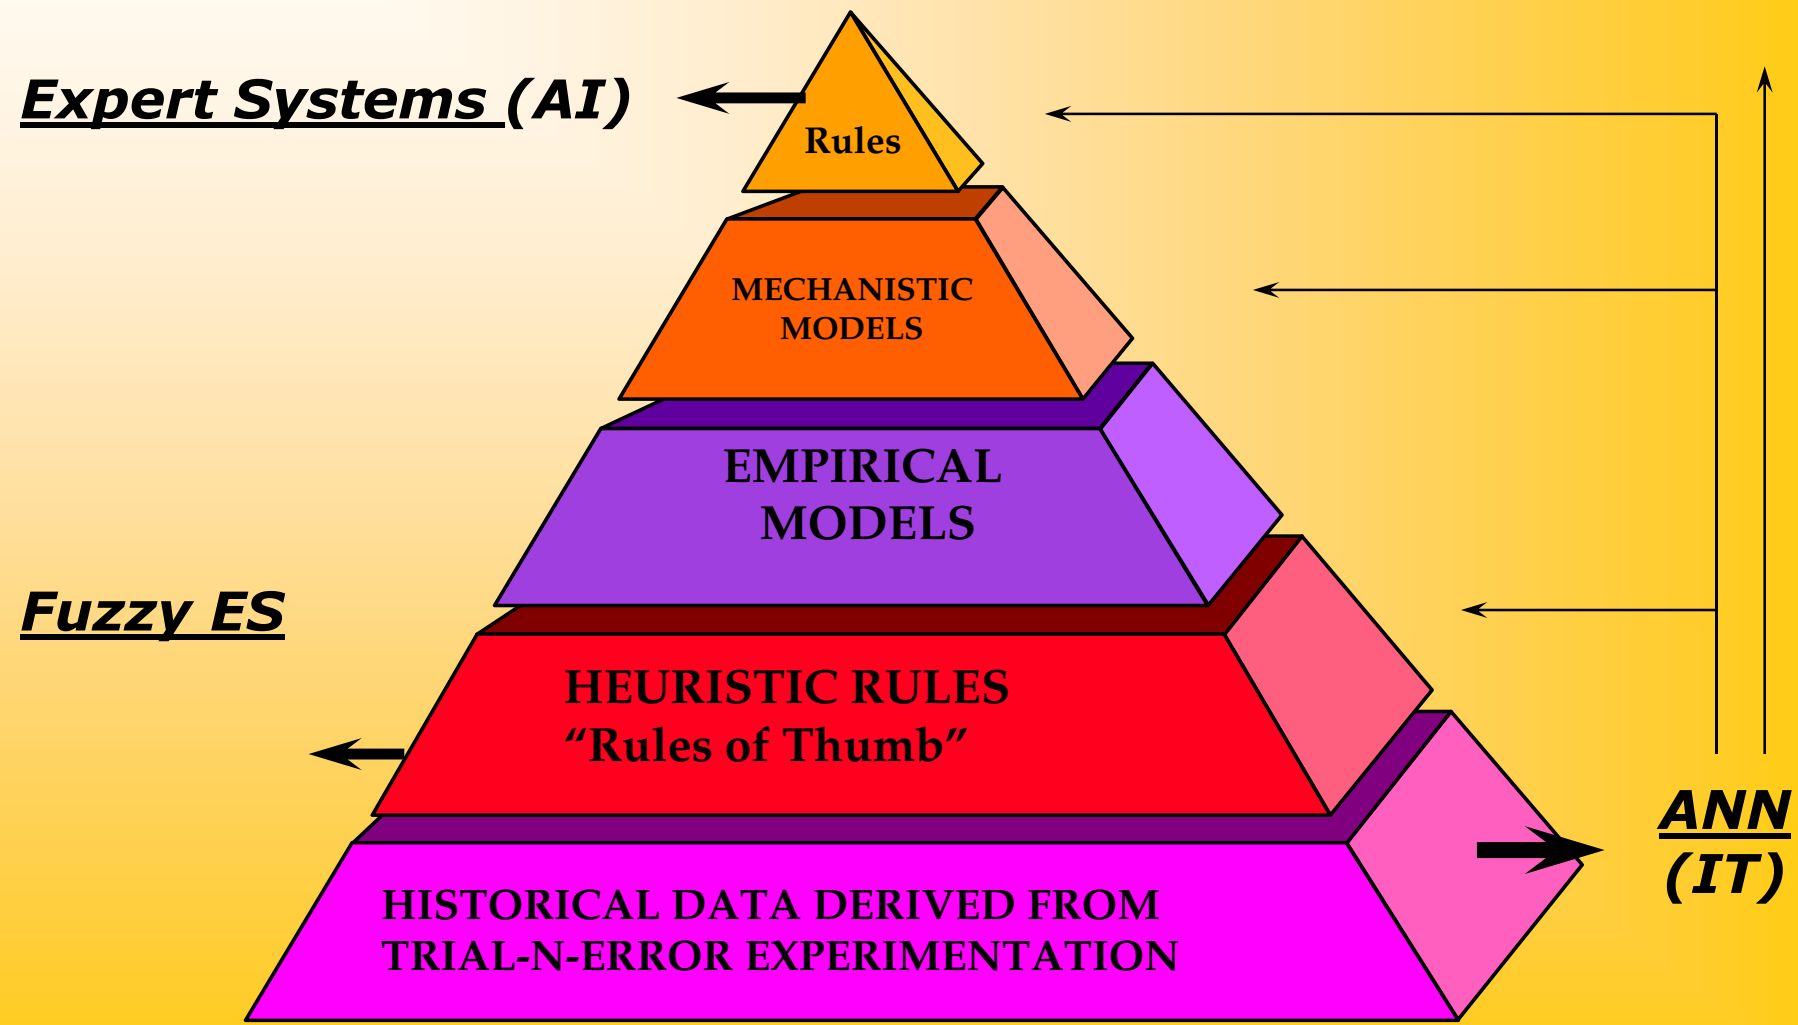 Expert Systems (AI)
Rules
MECHANISTIC
MODELS
EMPIRICAL
MODELS
Fuzzy ES
HEURISTIC RULES
“Rules of Thumb”
ANN
(IT)
HISTORICAL DATA DERIVED FROM
TRIAL-N-ERROR EXPERIMENTATION